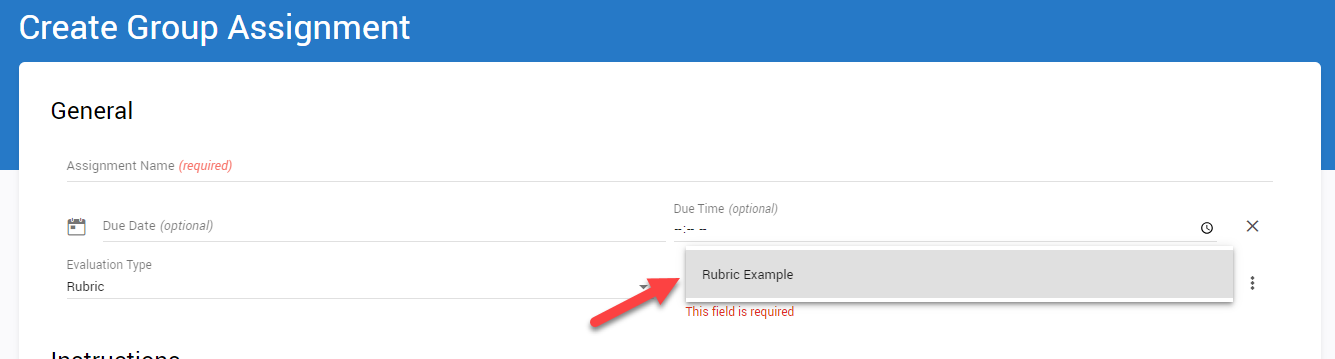 Create Group Assignment
General
Assignment Name (required)
Due Time (optional)
Due Date (optional)
--:-- --
Evaluation Type
Rubric
Rubric Example
This field is required
Instructions